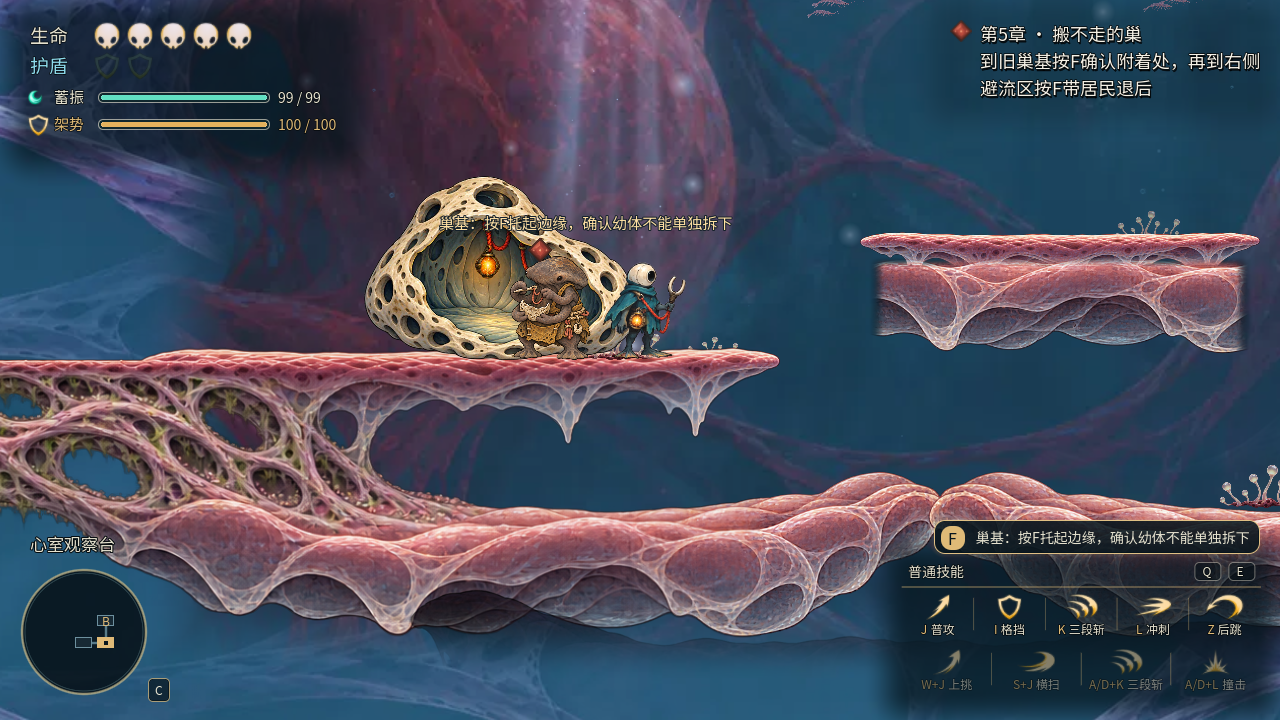 生命
护盾
蓄振 99 / 99
架势 100 / 100
第5章 · 搬不走的巢
到旧巢基按F确认附着处，再到右侧
避流区按F带居民退后
巢基：按F托起边缘，确认幼体不能单独拆下
心室观察台
B
C
F 巢基：按F托起边缘，确认幼体不能单独拆下
普通技能 Q E
J 普攻 I 格挡 K 三段斩 L 冲刺 Z 后跳
W+J 上挑 S+J 横扫 A/D+K 三段斩 A/D+L 撞击